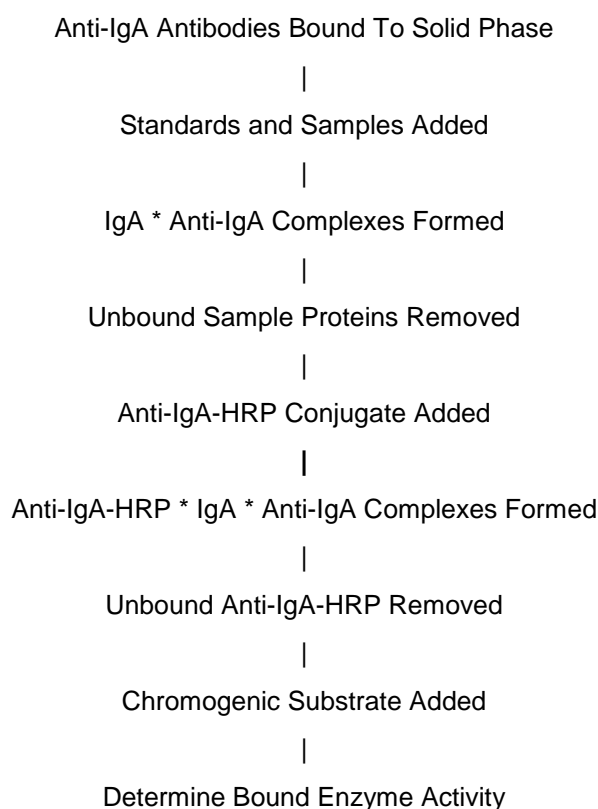 Anti-IgA Antibodies Bound To Solid Phase
|
Standards and Samples Added
|
IgA * Anti-IgA Complexes Formed
|
Unbound Sample Proteins Removed
|
Anti-IgA-HRP Conjugate Added
|
Anti-IgA-HRP * IgA * Anti-IgA Complexes Formed
|
Unbound Anti-IgA-HRP Removed
|
Chromogenic Substrate Added
|
Determine Bound Enzyme Activity